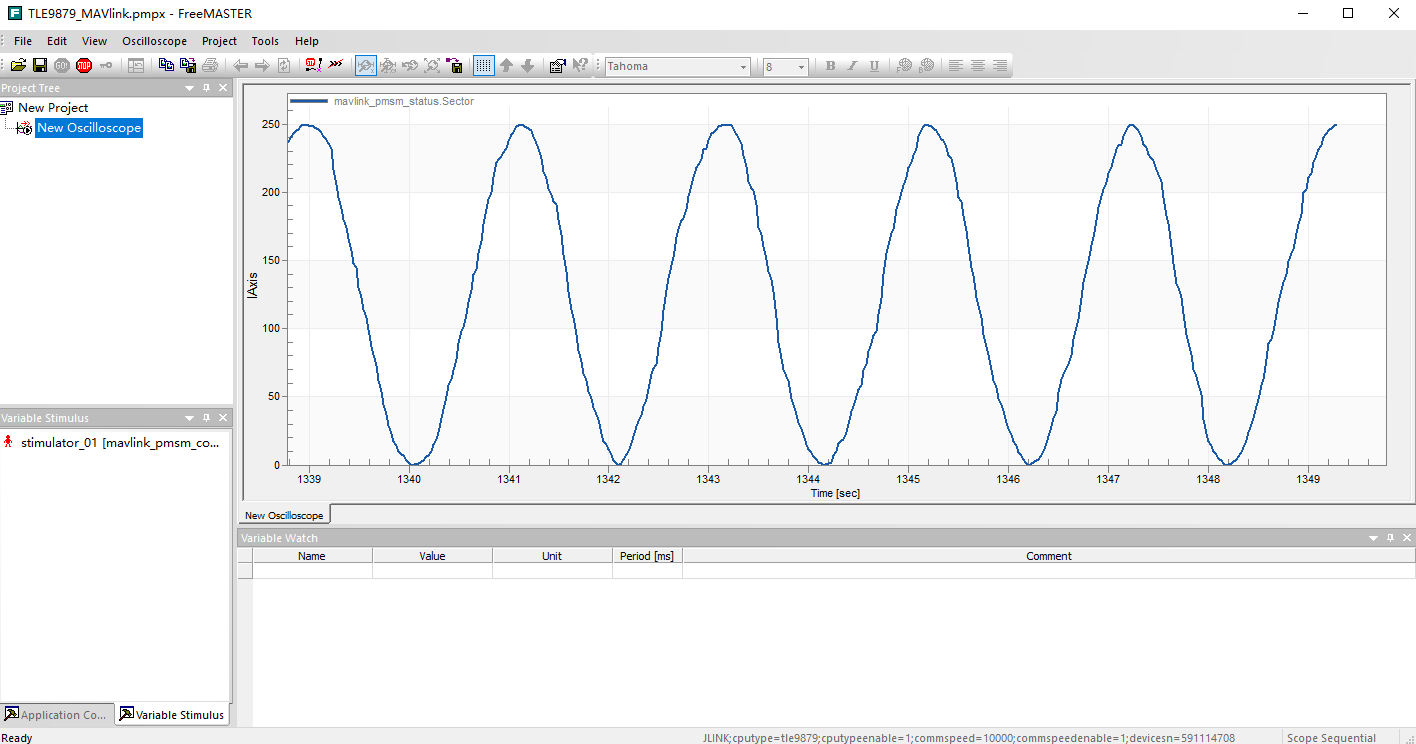 TLE9879_MAVlink.pmpx - FreeMASTER
File Edit View Oscilloscope Project Tools Help
GO! STOP Tahoma 8 B I U
Project Tree
New Project
New Oscilloscope
mavlink_pmsm_status.Sector
250
200
150
100
50
0
IAxis
1339 1340 1341 1342 1343 1344 1345 1346 1347 1348 1349
Time [sec]
New Oscilloscope
Variable Stimulus
stimulator_01 [mavlink_pmsm_co...
Application Co... Variable Stimulus
Variable Watch
Name Value Unit Period [ms] Comment
Ready JLINK;cputype=tle9879;cputypeenable=1;commspeed=10000;commspeedenable=1;devicesn=591114708 Scope Sequential